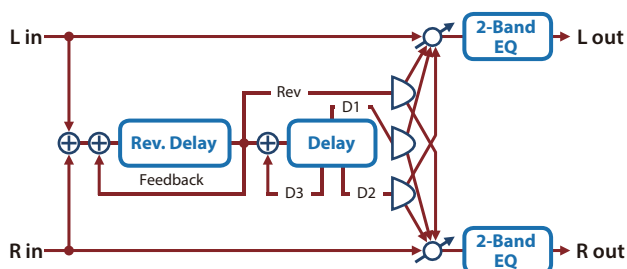 L in
2-Band
EQ
L out
Rev
D1
Rev. Delay
Delay
Feedback
D3
D2
R in
2-Band
EQ
R out